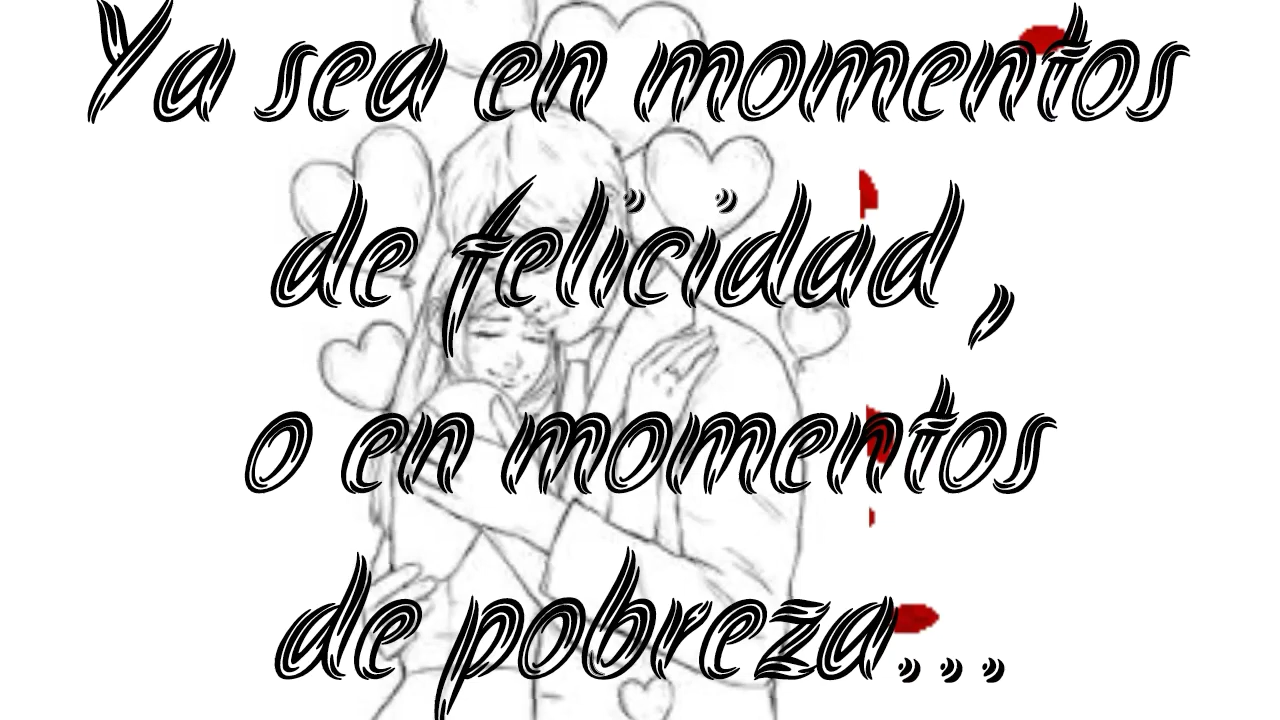 Ya sea en momentos
de felicidad ,
o en momentos
de pobreza...